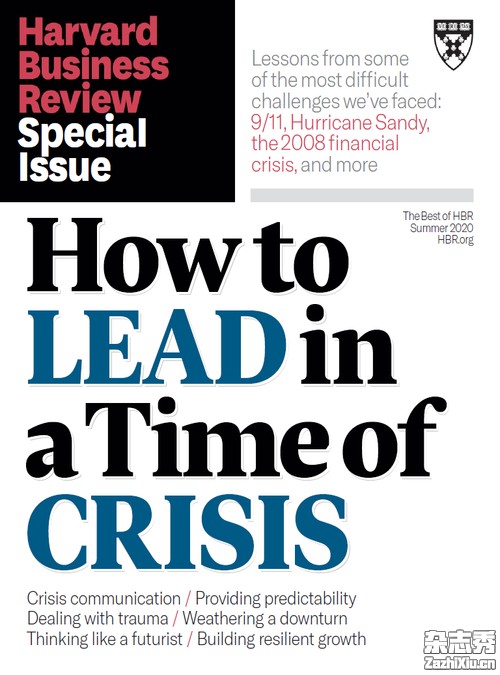 Harvard
Business
Review
Special
Issue
Lessons from some
of the most difficult
challenges we've faced:
9/11, Hurricane Sandy,
the 2008 financial
crisis, and more
The Best of HBR
Summer 2020
HBR.org
How to
LEAD in
a Time of
CRISIS
Crisis communication / Providing predictability
Dealing with trauma / Weathering a downturn
Thinking like a futurist / Building resilient growth
杂志秀
ZaZhiXiu.cn